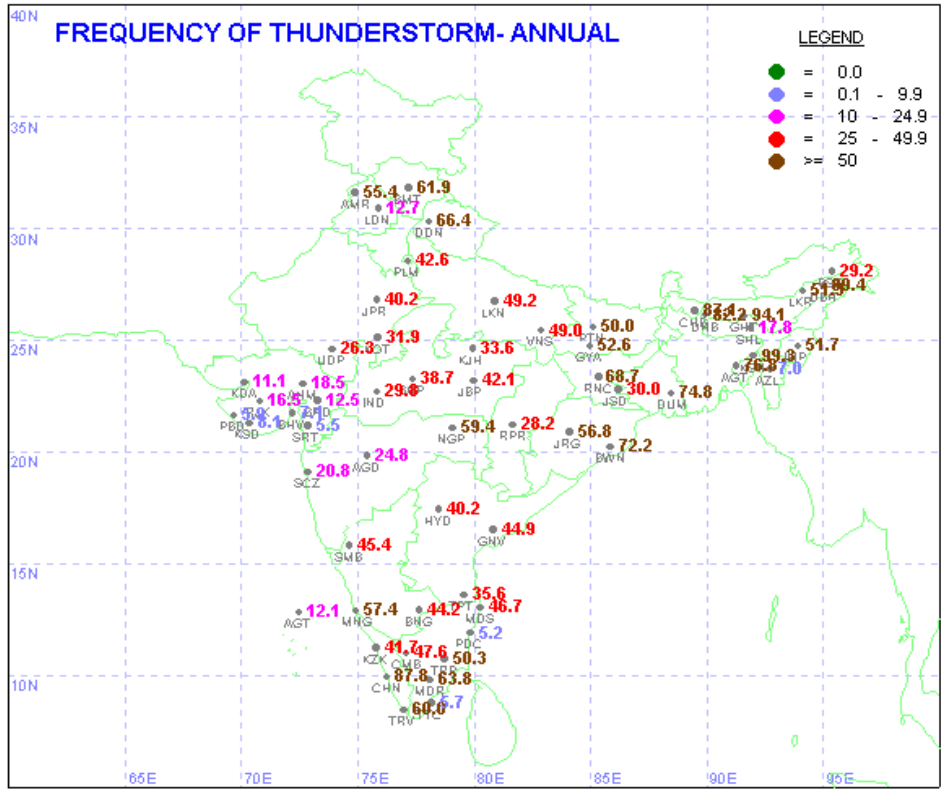 40N
FREQUENCY OF THUNDERSTORM- ANNUAL
LEGEND
= 0.0
= 0.1 - 9.9
= 10 - 24.9
= 25 - 49.9
>= 50
35N
61.9
55.4
AMR
12.7
LDN
30N
66.4
DDN
42.6
PLM
29.2
40.2
JPR
49.2
LKN
LKR
87.1
94.1
DMB
17.8
SHL
49.0
VNS
50.0
52.6
GYA
31.9
25N
26.3
UDP
33.6
KJH
51.7
99.3
AGT
7.0
AZL
11.1
KDA
18.5
38.7
42.1
JBP
29.8
IND
68.7
RNC
30.0
JSD
74.8
DUM
16.5
12.5
PBD
8.1
KSD
BHV
5.5
SRT
59.4
NGP
28.2
RPR
56.8
JRG
72.2
BWN
20N
24.8
AGD
20.8
SCZ
40.2
HYD
44.9
GNV
45.4
SMB
15N
35.6
46.7
MDS
12.1
AGT
57.4
MNG
44.2
BNG
5.2
PDC
41.7
KZK
47.6
CMB
50.3
10N
87.8
CHN
63.8
MDR
5.7
TRV
65E 70E 75E 80E 85E 90E 95E